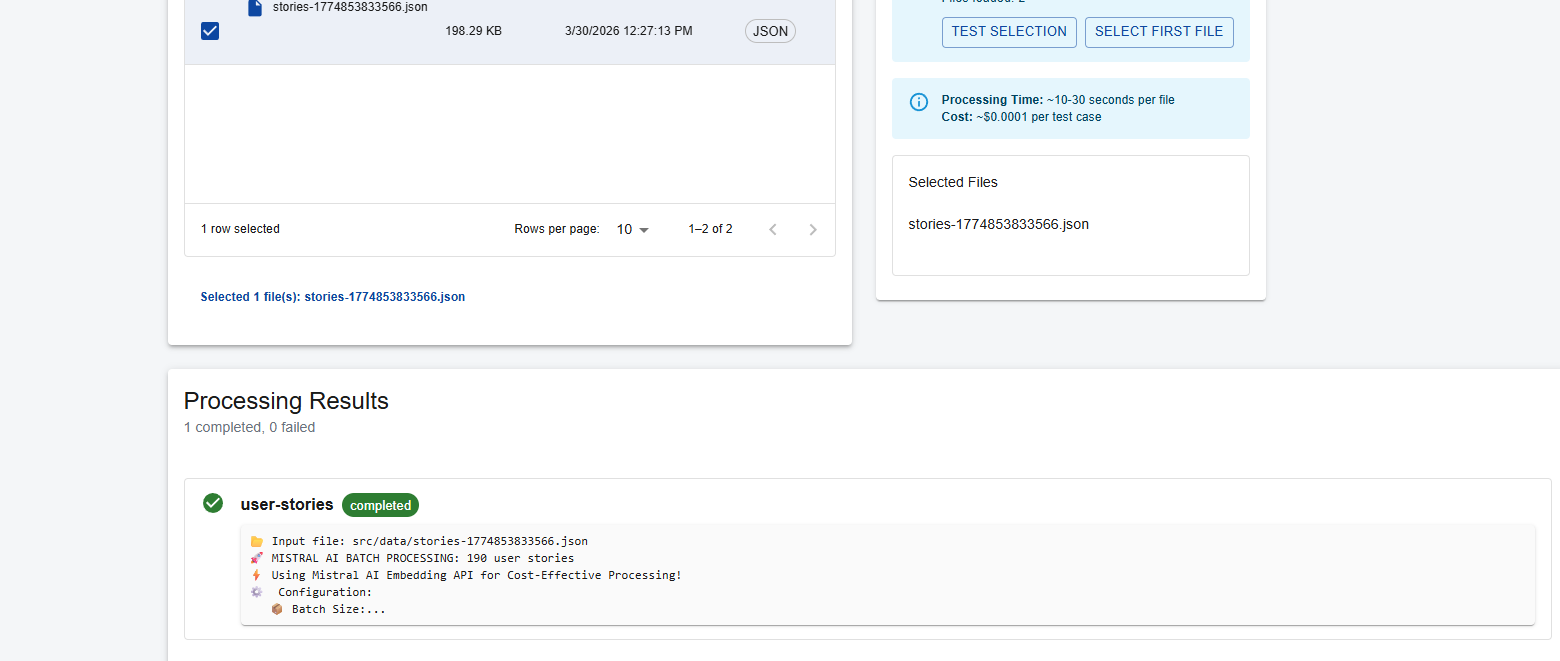 stories-1774853833566.json
198.29 KB
3/30/2026 12:27:13 PM
JSON
1 row selected
Rows per page: 10
1–2 of 2
Selected 1 file(s): stories-1774853833566.json
TEST SELECTION
SELECT FIRST FILE
Processing Time: ~10-30 seconds per file
Cost: ~$0.0001 per test case
Selected Files
stories-1774853833566.json
Processing Results
1 completed, 0 failed
user-stories completed
Input file: src/data/stories-1774853833566.json
MISTRAL AI BATCH PROCESSING: 190 user stories
Using Mistral AI Embedding API for Cost-Effective Processing!
Configuration:
Batch Size:...